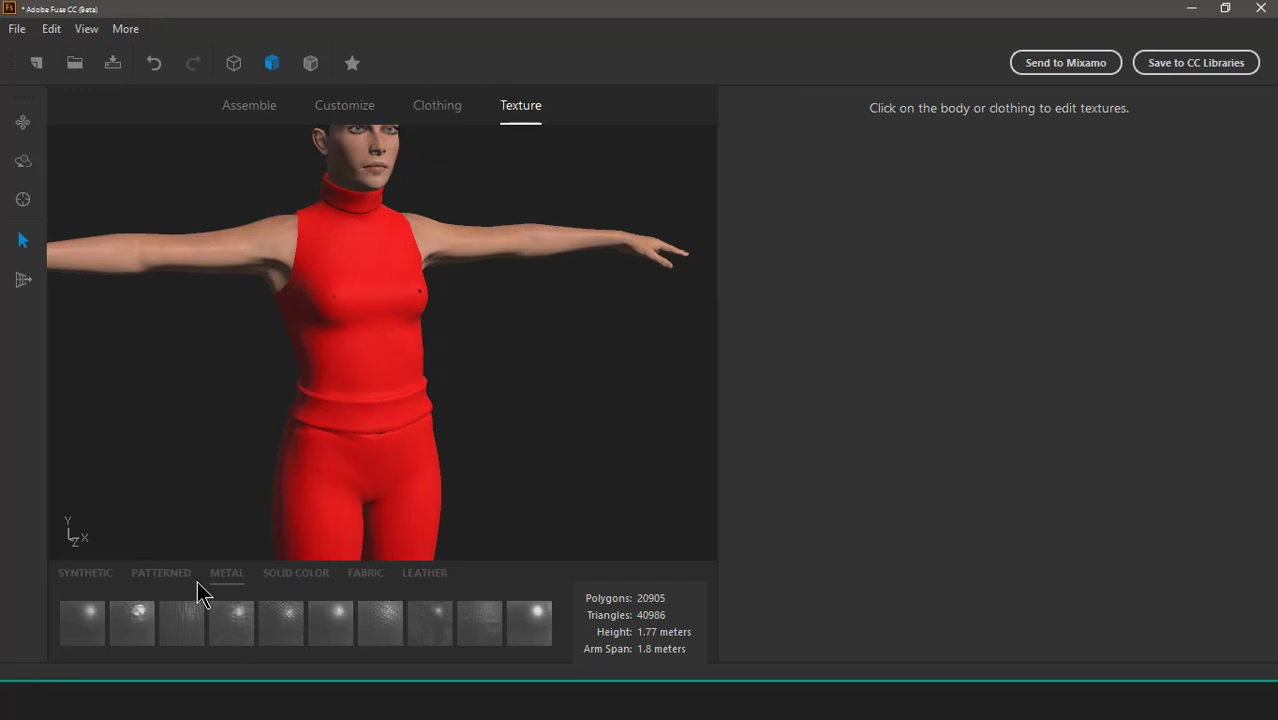 Fs * Adobe Fuse CC (Beta)
File Edit View More
Send to Mixamo Save to CC Libraries
Assemble Customize Clothing Texture
Click on the body or clothing to edit textures.
Y
Z X
SYNTHETIC PATTERNED METAL SOLID COLOR FABRIC LEATHER
Polygons: 20905
Triangles: 40986
Height: 1.77 meters
Arm Span: 1.8 meters